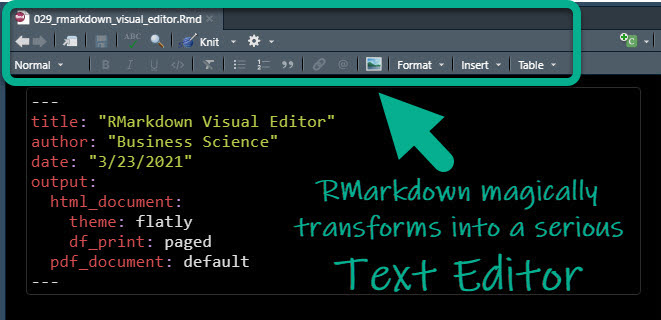 029_rmarkdown_visual_editor.Rmd
ABC Knit C
Normal B I U </> Format Insert Table
---
title: "RMarkdown Visual Editor"
author: "Business Science"
date: "3/23/2021"
output:
html_document:
theme: flatly
df_print: paged
pdf_document: default
---
RMarkdown magically
transforms into a serious
Text Editor